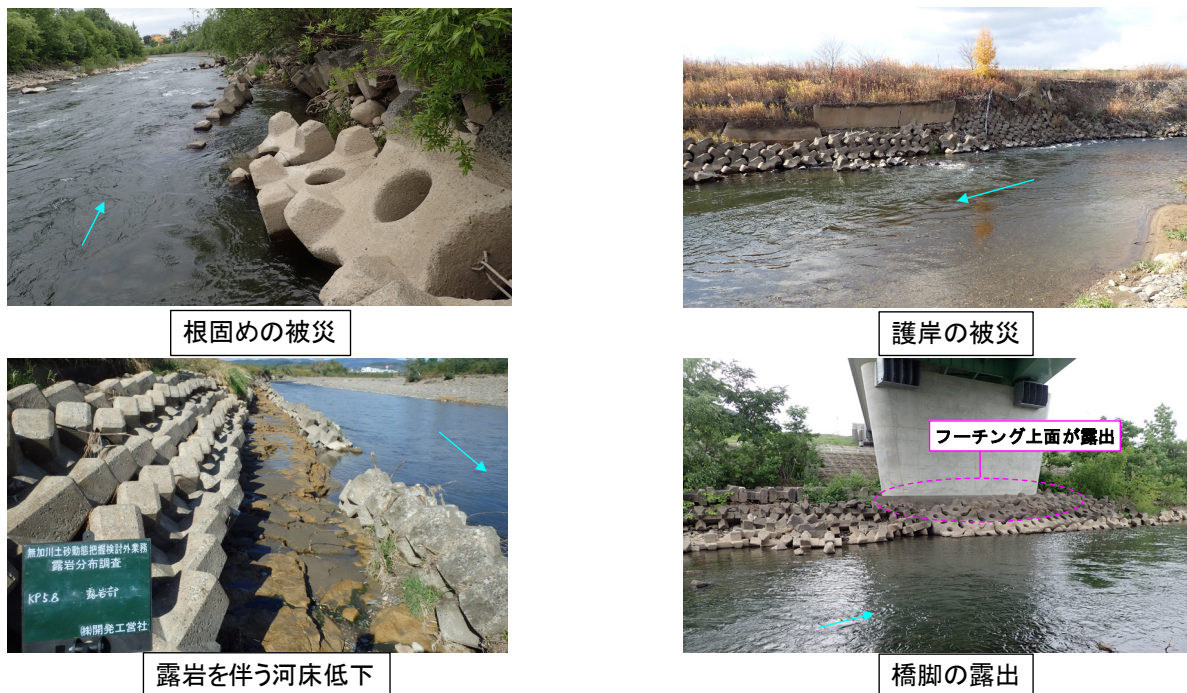 根固めの被災
護岸の被災
無加川土砂動態把握検討外業務
露岩分布調査
KP5.8 露岩部
㈱開発工営社
露岩を伴う河床低下
フーチング上面が露出
橋脚の露出